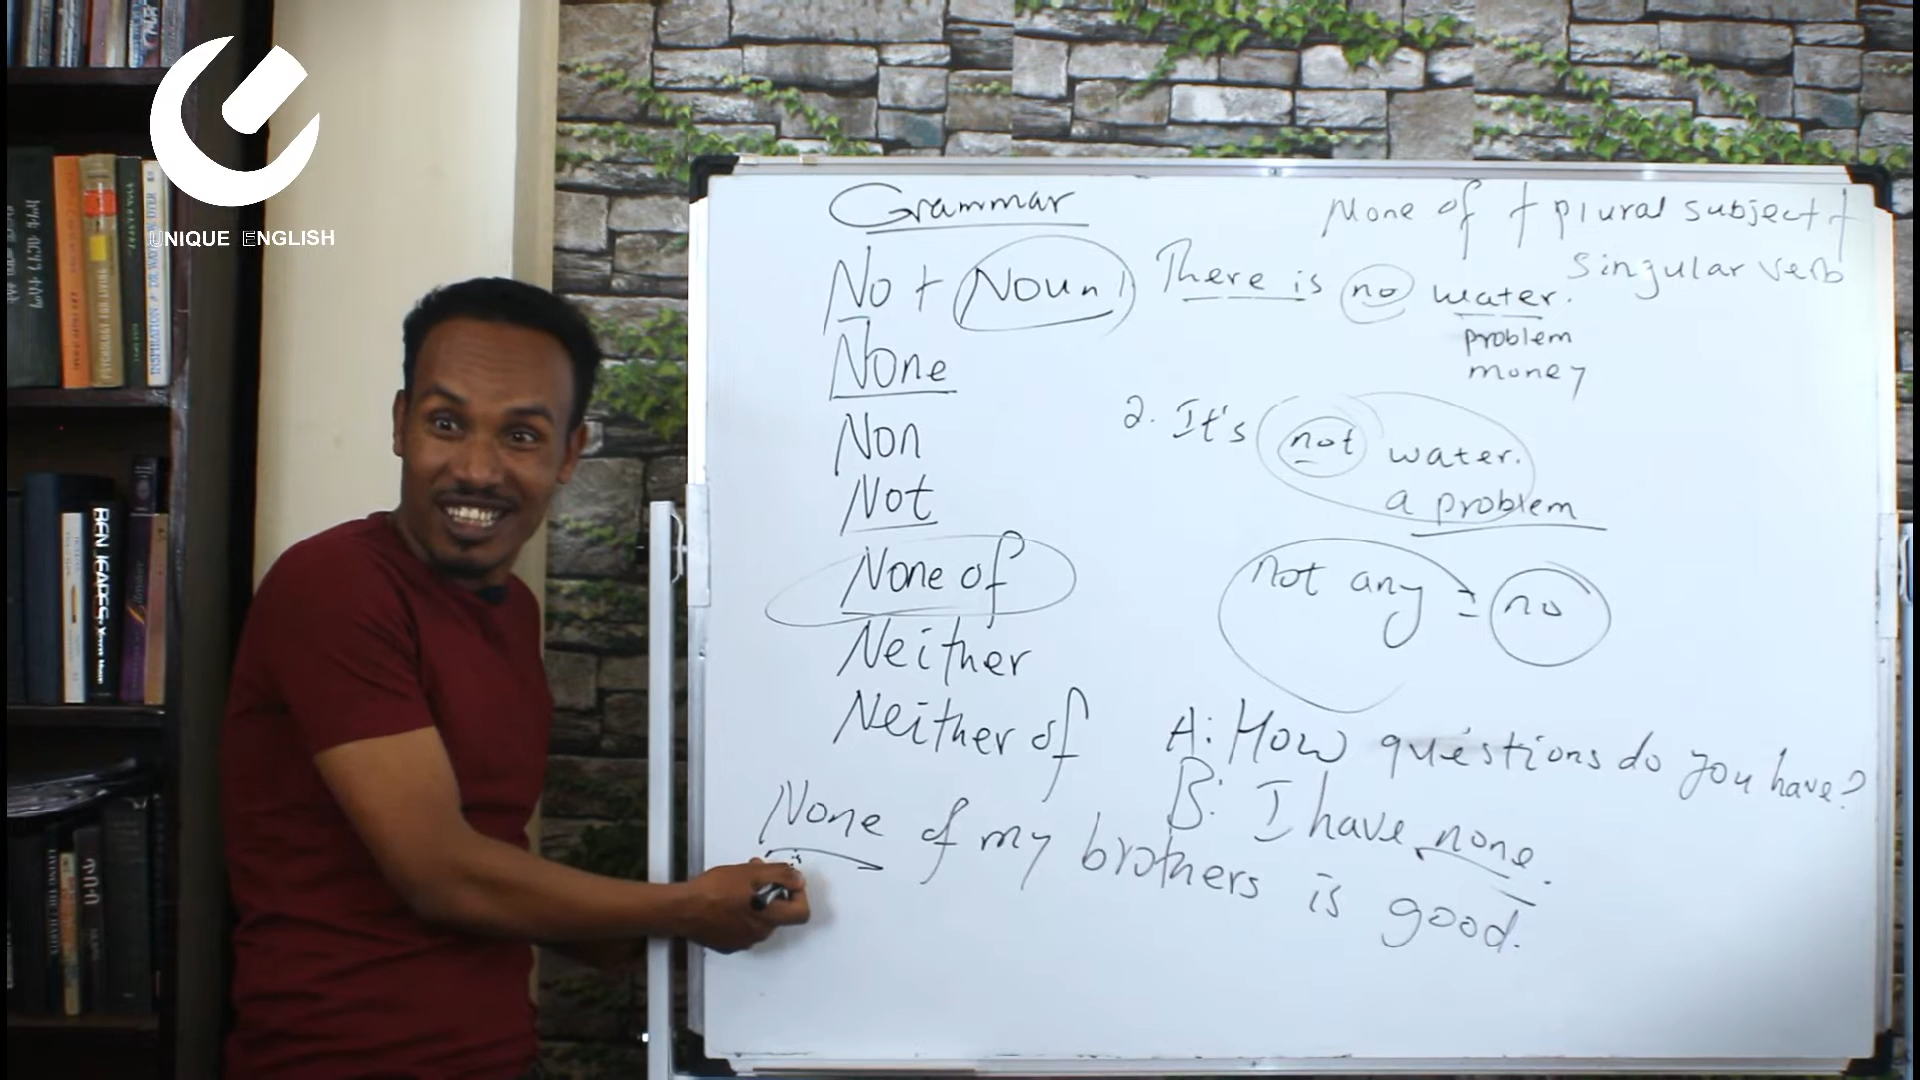 UNIQUE ENGLISH
Grammar
No + Noun
None
Non
Not
None of
Neither
Neither of
None of + plural subject +
singular verb
There is no water.
problem
money
2. It's not water.
a problem
not any = no
A: How questions do you have?
B: I have none.
None of my brothers is good.